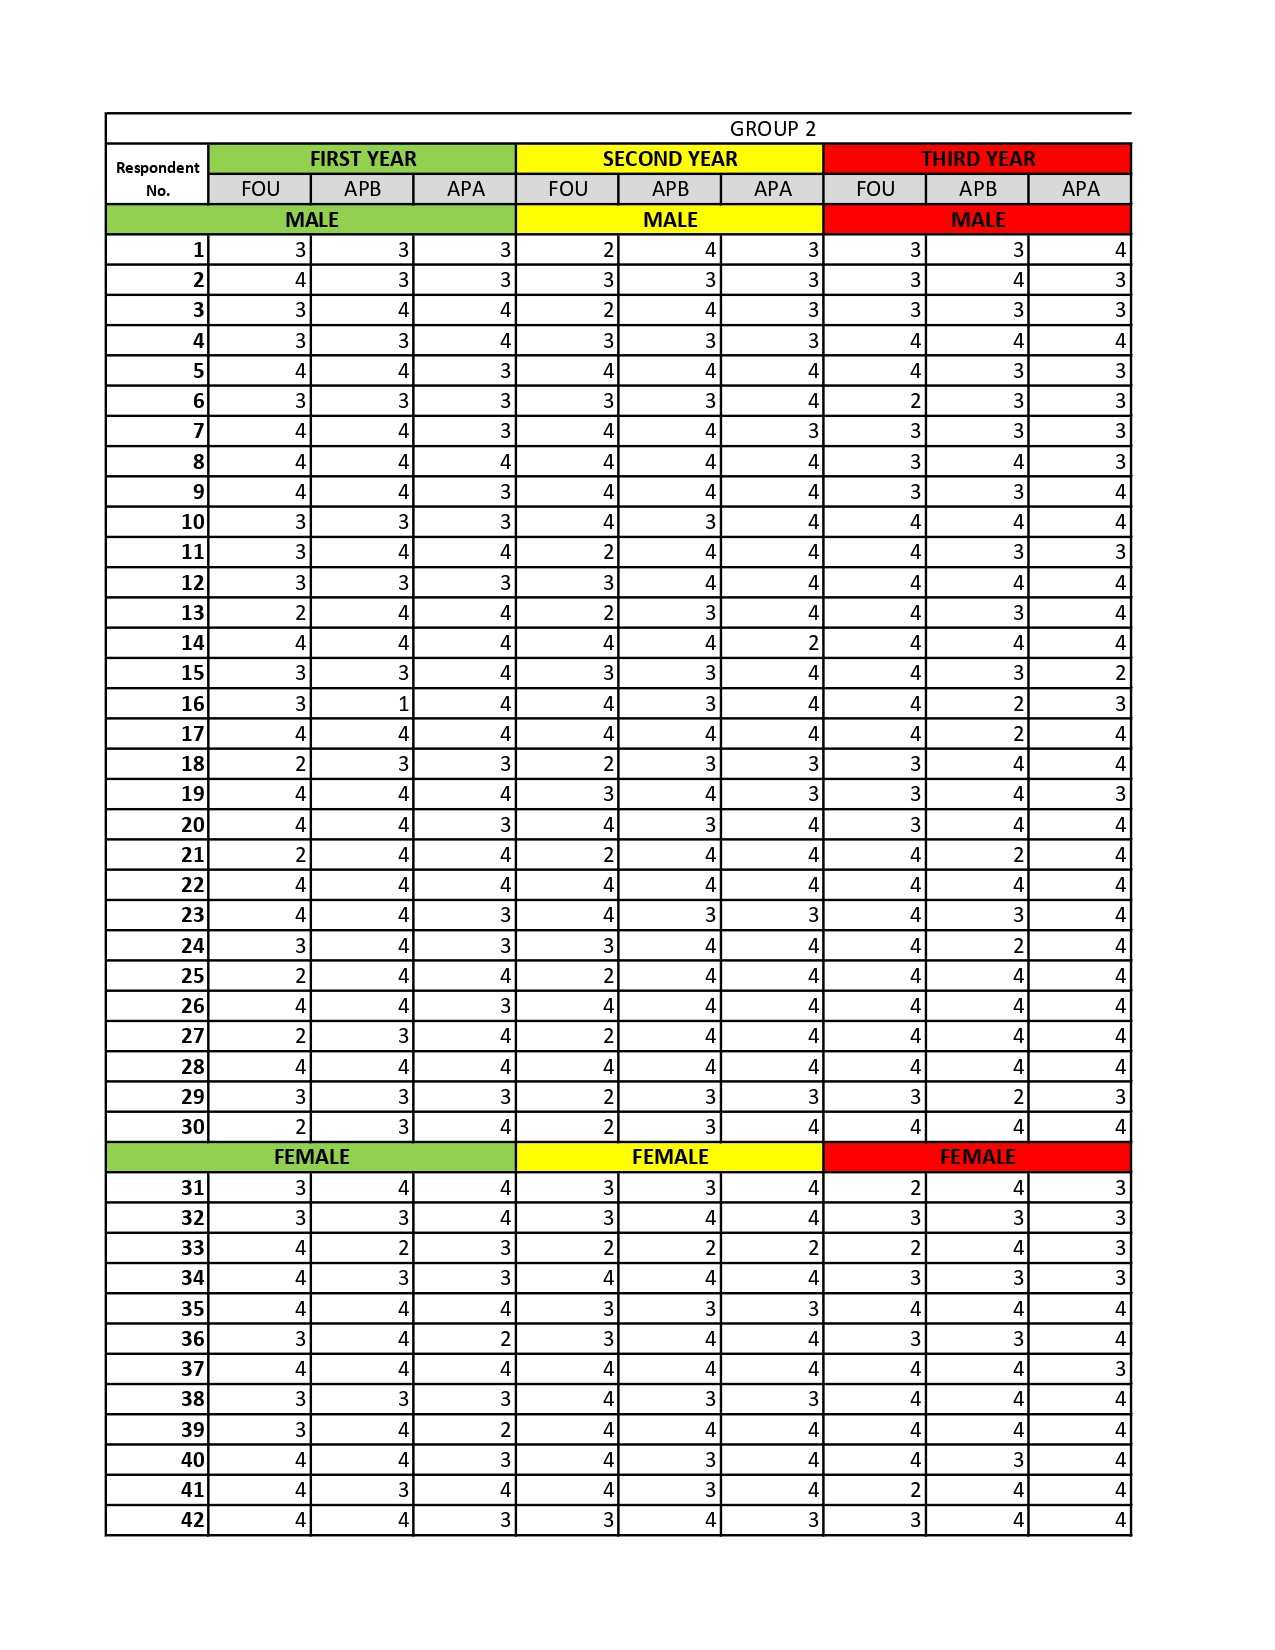 GROUP 2
Respondent No. FIRST YEAR SECOND YEAR THIRD YEAR
FOU APB APA FOU APB APA FOU APB APA
MALE MALE MALE
1 3 3 3 2 4 3 3 3 4
2 4 3 3 3 3 3 3 4 3
3 3 4 4 2 4 3 3 3 3
4 3 3 4 3 3 3 4 4 4
5 4 4 3 4 4 4 4 3 3
6 3 3 3 3 3 4 2 3 3
7 4 4 3 4 4 3 3 3 3
8 4 4 4 4 4 4 3 4 3
9 4 4 3 4 4 4 3 3 4
10 3 3 3 4 3 4 4 4 4
11 3 4 4 2 4 4 4 3 3
12 3 3 3 3 4 4 4 4 4
13 2 4 4 2 3 4 4 3 4
14 4 4 4 4 4 2 4 4 4
15 3 3 4 3 3 4 4 3 2
16 3 1 4 4 3 4 4 2 3
17 4 4 4 4 4 4 4 2 4
18 2 3 3 2 3 3 3 4 4
19 4 4 4 3 4 3 3 4 3
20 4 4 3 4 3 4 3 4 4
21 2 4 4 2 4 4 4 2 4
22 4 4 4 4 4 4 4 4 4
23 4 4 3 4 3 3 4 3 4
24 3 4 3 3 4 4 4 2 4
25 2 4 4 2 4 4 4 4 4
26 4 4 3 4 4 4 4 4 4
27 2 3 4 2 4 4 4 4 4
28 4 4 4 4 4 4 4 4 4
29 3 3 3 2 3 3 3 2 3
30 2 3 4 2 3 4 4 4 4
FEMALE FEMALE FEMALE
31 3 4 4 3 3 4 2 4 3
32 3 3 4 3 4 4 3 3 3
33 4 2 3 2 2 2 2 4 3
34 4 3 3 4 4 4 3 3 3
35 4 4 4 3 3 3 4 4 4
36 3 4 2 3 4 4 3 3 4
37 4 4 4 4 4 4 4 4 3
38 3 3 3 4 3 3 4 4 4
39 3 4 2 4 4 4 4 4 4
40 4 4 3 4 3 4 4 3 4
41 4 3 4 4 3 4 2 4 4
42 4 4 3 3 4 3 3 4 4